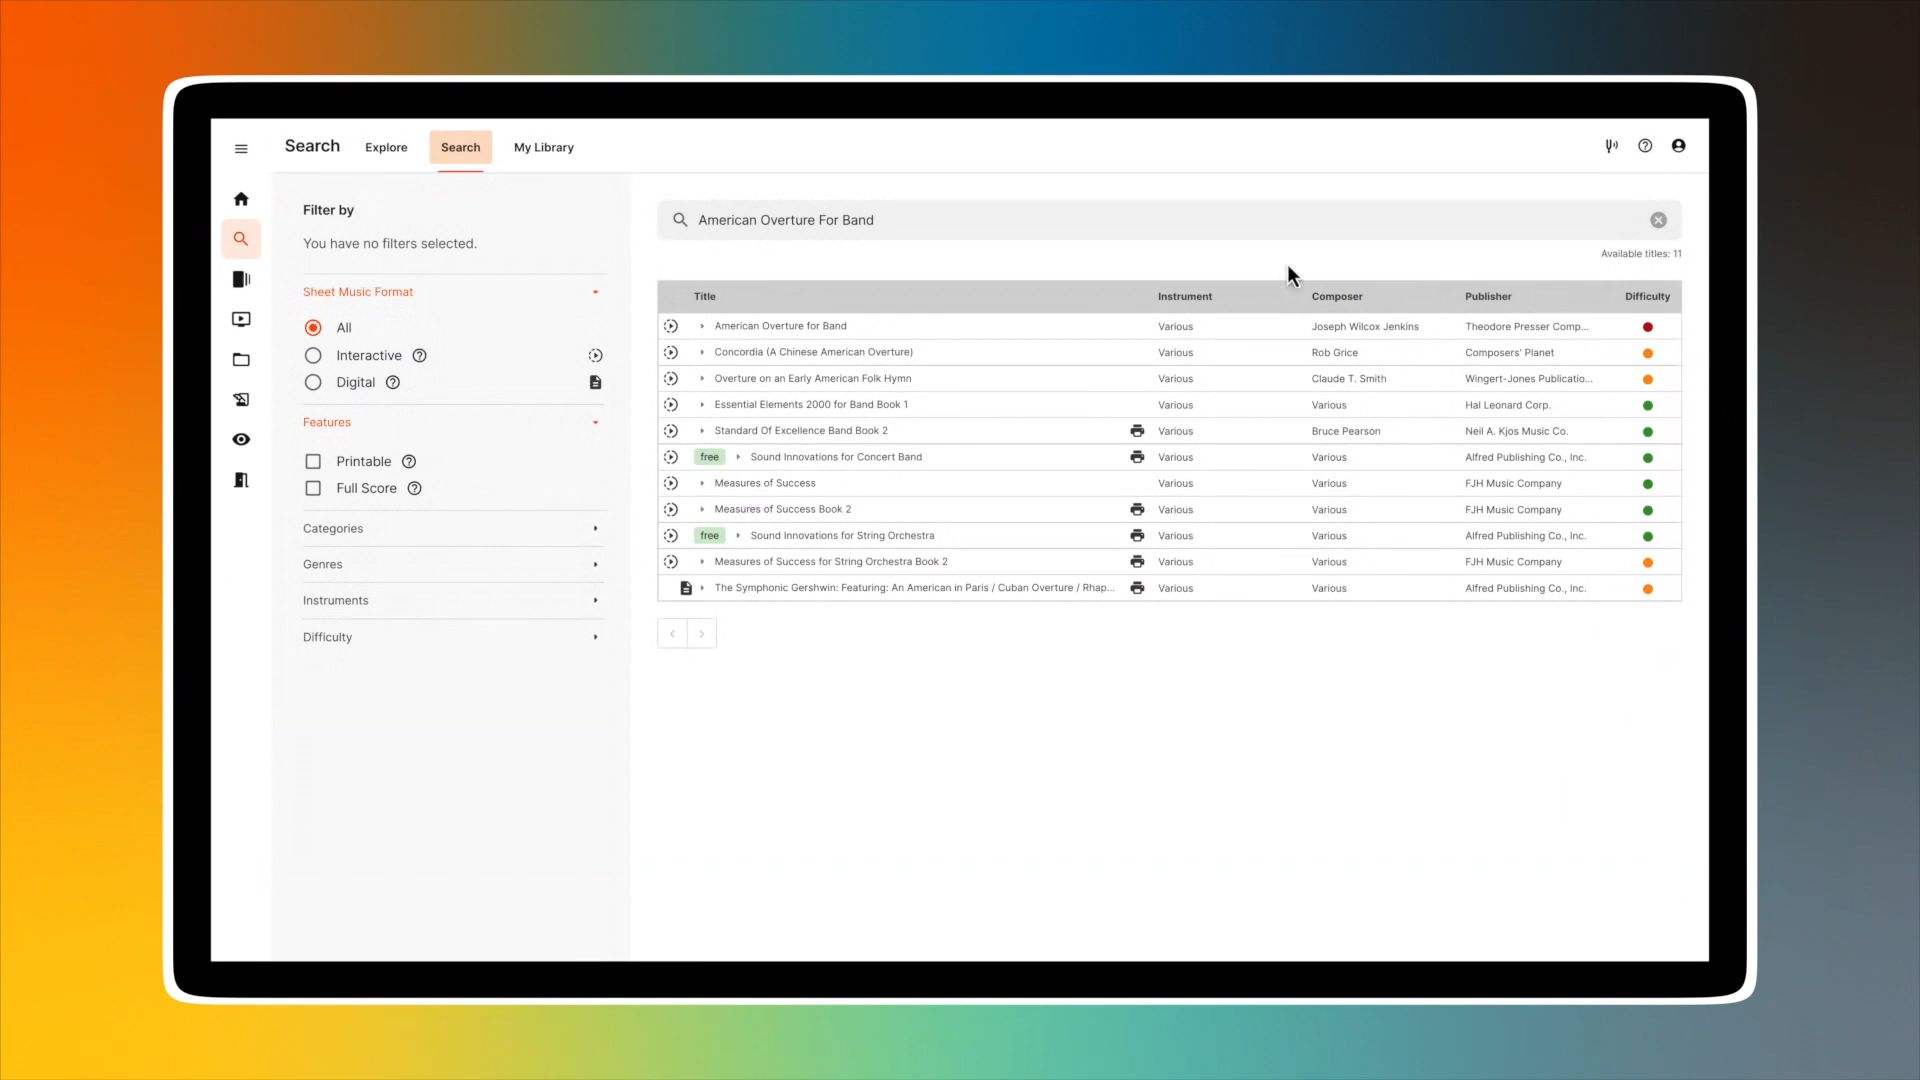 Search Explore Search My Library
Filter by
You have no filters selected.
Sheet Music Format
All
Interactive
Digital
Features
Printable
Full Score
Categories
Genres
Instruments
Difficulty
American Overture For Band
Available titles: 11
Title Instrument Composer Publisher Difficulty
American Overture for Band Various Joseph Wilcox Jenkins Theodore Presser Comp...
Concordia (A Chinese American Overture) Various Rob Grice Composers' Planet
Overture on an Early American Folk Hymn Various Claude T. Smith Wingert-Jones Publicatio...
Essential Elements 2000 for Band Book 1 Various Various Hal Leonard Corp.
Standard Of Excellence Band Book 2 Various Bruce Pearson Neil A. Kjos Music Co.
free Sound Innovations for Concert Band Various Various Alfred Publishing Co., Inc.
Measures of Success Various Various FJH Music Company
Measures of Success Book 2 Various Various FJH Music Company
free Sound Innovations for String Orchestra Various Various Alfred Publishing Co., Inc.
Measures of Success for String Orchestra Book 2 Various Various FJH Music Company
The Symphonic Gershwin: Featuring: An American in Paris / Cuban Overture / Rhap... Various Various Alfred Publishing Co., Inc.